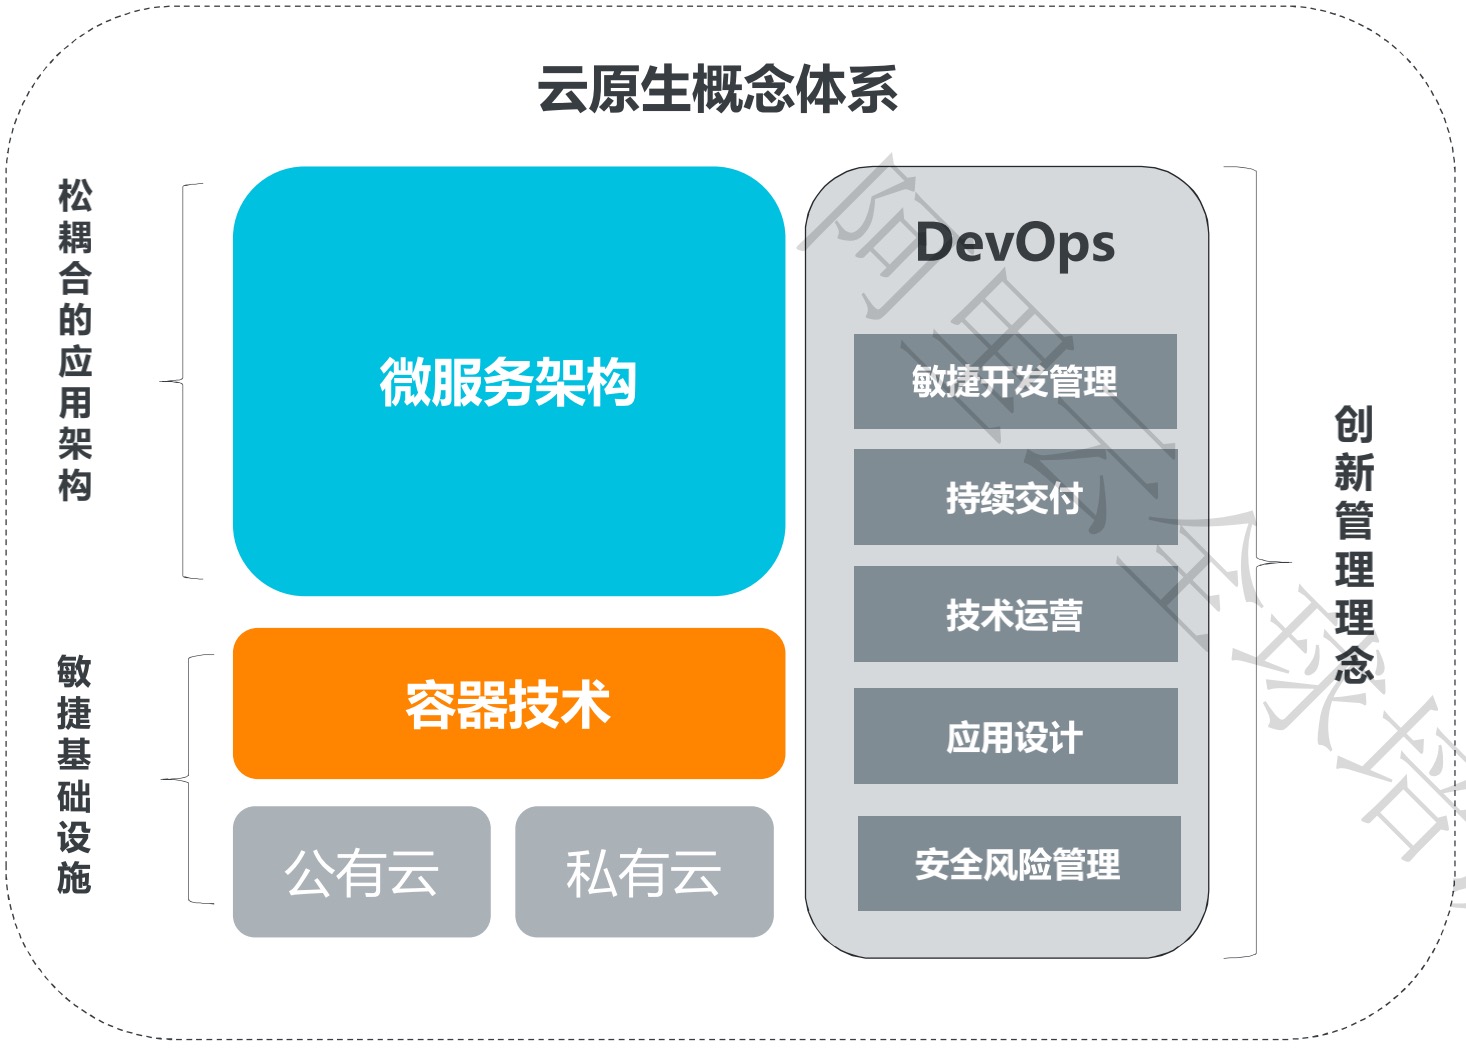 云原生概念体系
松耦合的应用架构
微服务架构
DevOps
敏捷开发管理
持续交付
技术运营
应用设计
安全风险管理
创新管理理念
敏捷基础设施
容器技术
公有云
私有云
阿里云全球培